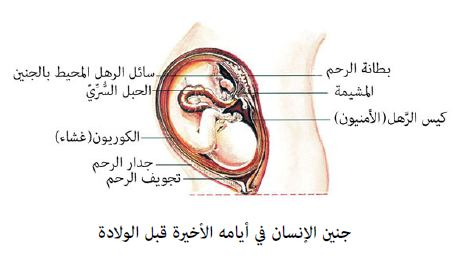 بطانة الرحم
المشيمة
كيس الرَّهل(الأمنيون)
سائل الرهل المحيط بالجنين
الحبل السُّرِّيّ
الكوريون(غشاء)
جدار الرحم
تجويف الرحم
جنين الإنسان في أيامه الأخيرة قبل الولادة